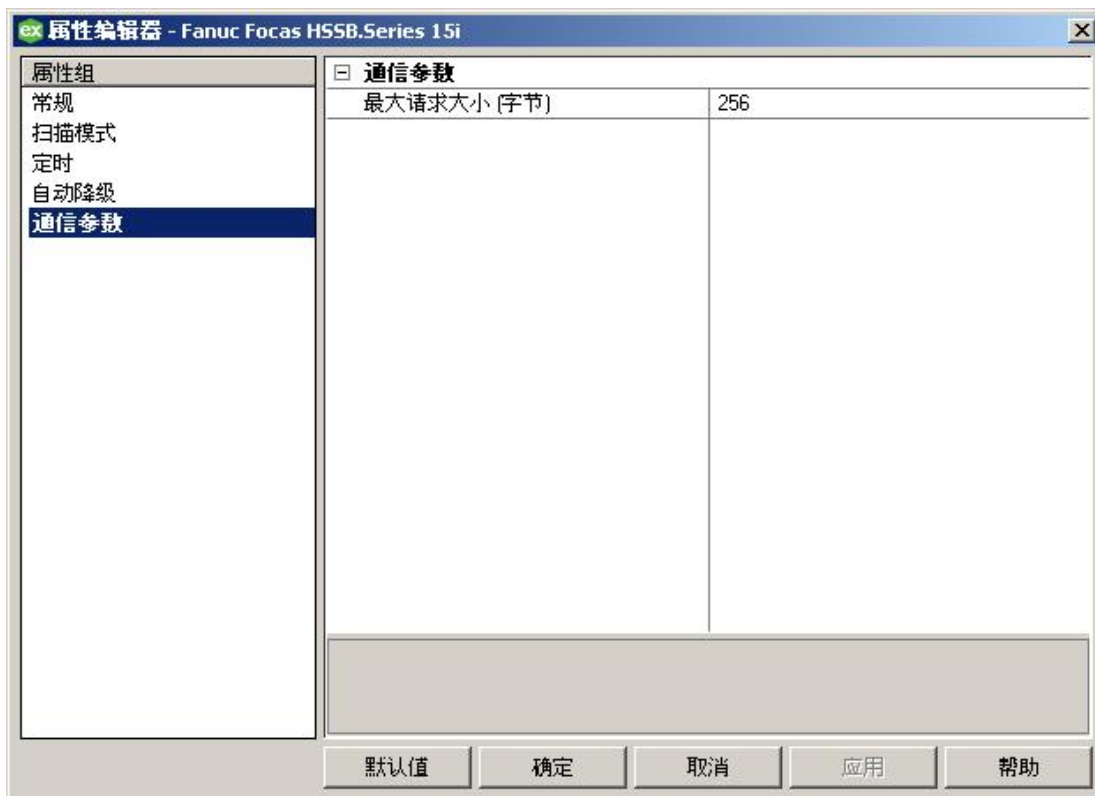 ex 属性编辑器 - Fanuc Focas HSSB.Series 15i
属性组
常规
扫描模式
定时
自动降级
通信参数
通信参数
最大请求大小 (字节) 256
默认值 确定 取消 应用 帮助